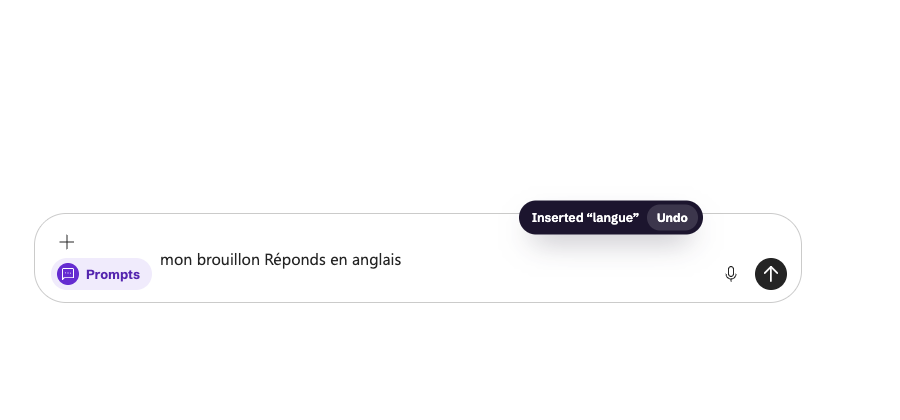 Inserted “langue” Undo
mon brouillon Réponds en anglais
Prompts